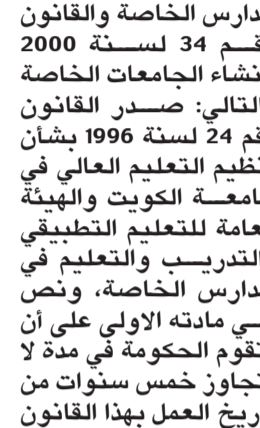 دارس الخاصة والقانون
قم 34 لسنة 2000
نشاء الجامعات الخاصة
لتالي: صدر القانون
قم 24 لسنة 1996 بشأن
نظيم التعليم العالي في
امعة الكويت والهيئة
عامة للتعليم التطبيقي
التدريب والتعليم في
دارس الخاصة، ونص
ي مادته الاولى على أن
تقوم الحكومة في مدة لا
تجاوز خمس سنوات من
ريخ العمل بهذا القانون